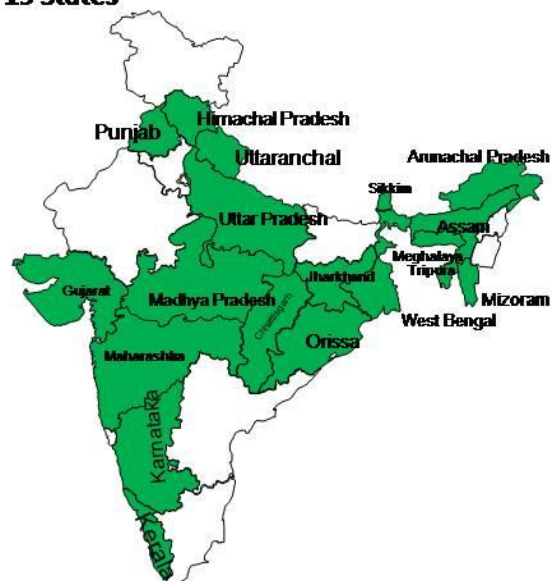 19 States
Himachal Pradesh
Punjab
Uttaranchal
Arunachal Pradesh
Sikkim
Uttar Pradesh
Assam
Meghalaya
Tripura
Jharkhand
Gujarat
Madhya Pradesh
Chhattisgarh
Mizoram
West Bengal
Orissa
Maharashtra
Karnataka
Kerala